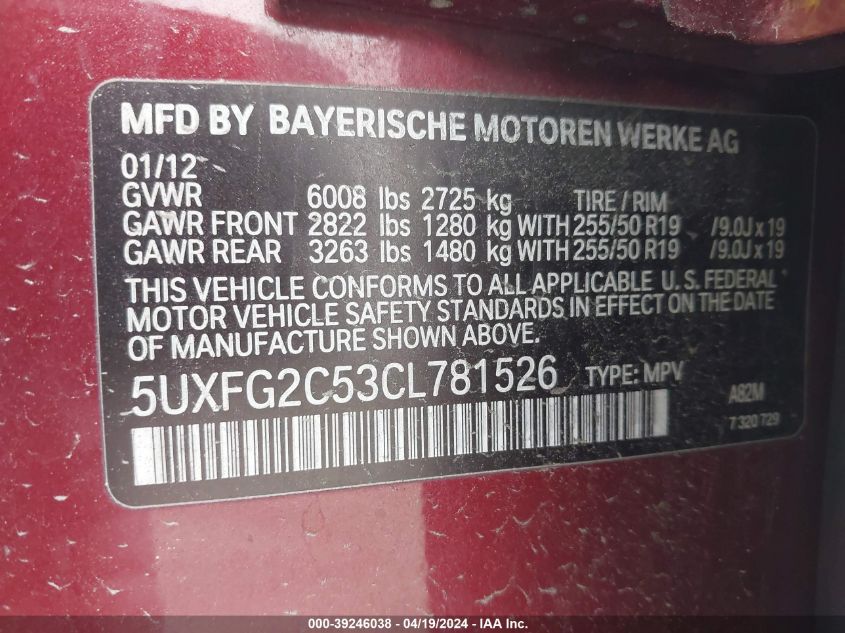 MFD BY BAYERISCHE MOTOREN WERKE AG
01/12
GVWR 6008 lbs 2725 kg TIRE / RIM
GAWR FRONT 2822 lbs 1280 kg WITH 255/50 R19 /9.0J x 19
GAWR REAR 3263 lbs 1480 kg WITH 255/50 R19 /9.0J x 19
THIS VEHICLE CONFORMS TO ALL APPLICABLE U.S. FEDERAL
MOTOR VEHICLE SAFETY STANDARDS IN EFFECT ON THE DATE
OF MANUFACTURE SHOWN ABOVE.
5UXFG2C53CL781526 TYPE: MPV A82M
7 320 729
000-39246038 - 04/19/2024 - IAA Inc.